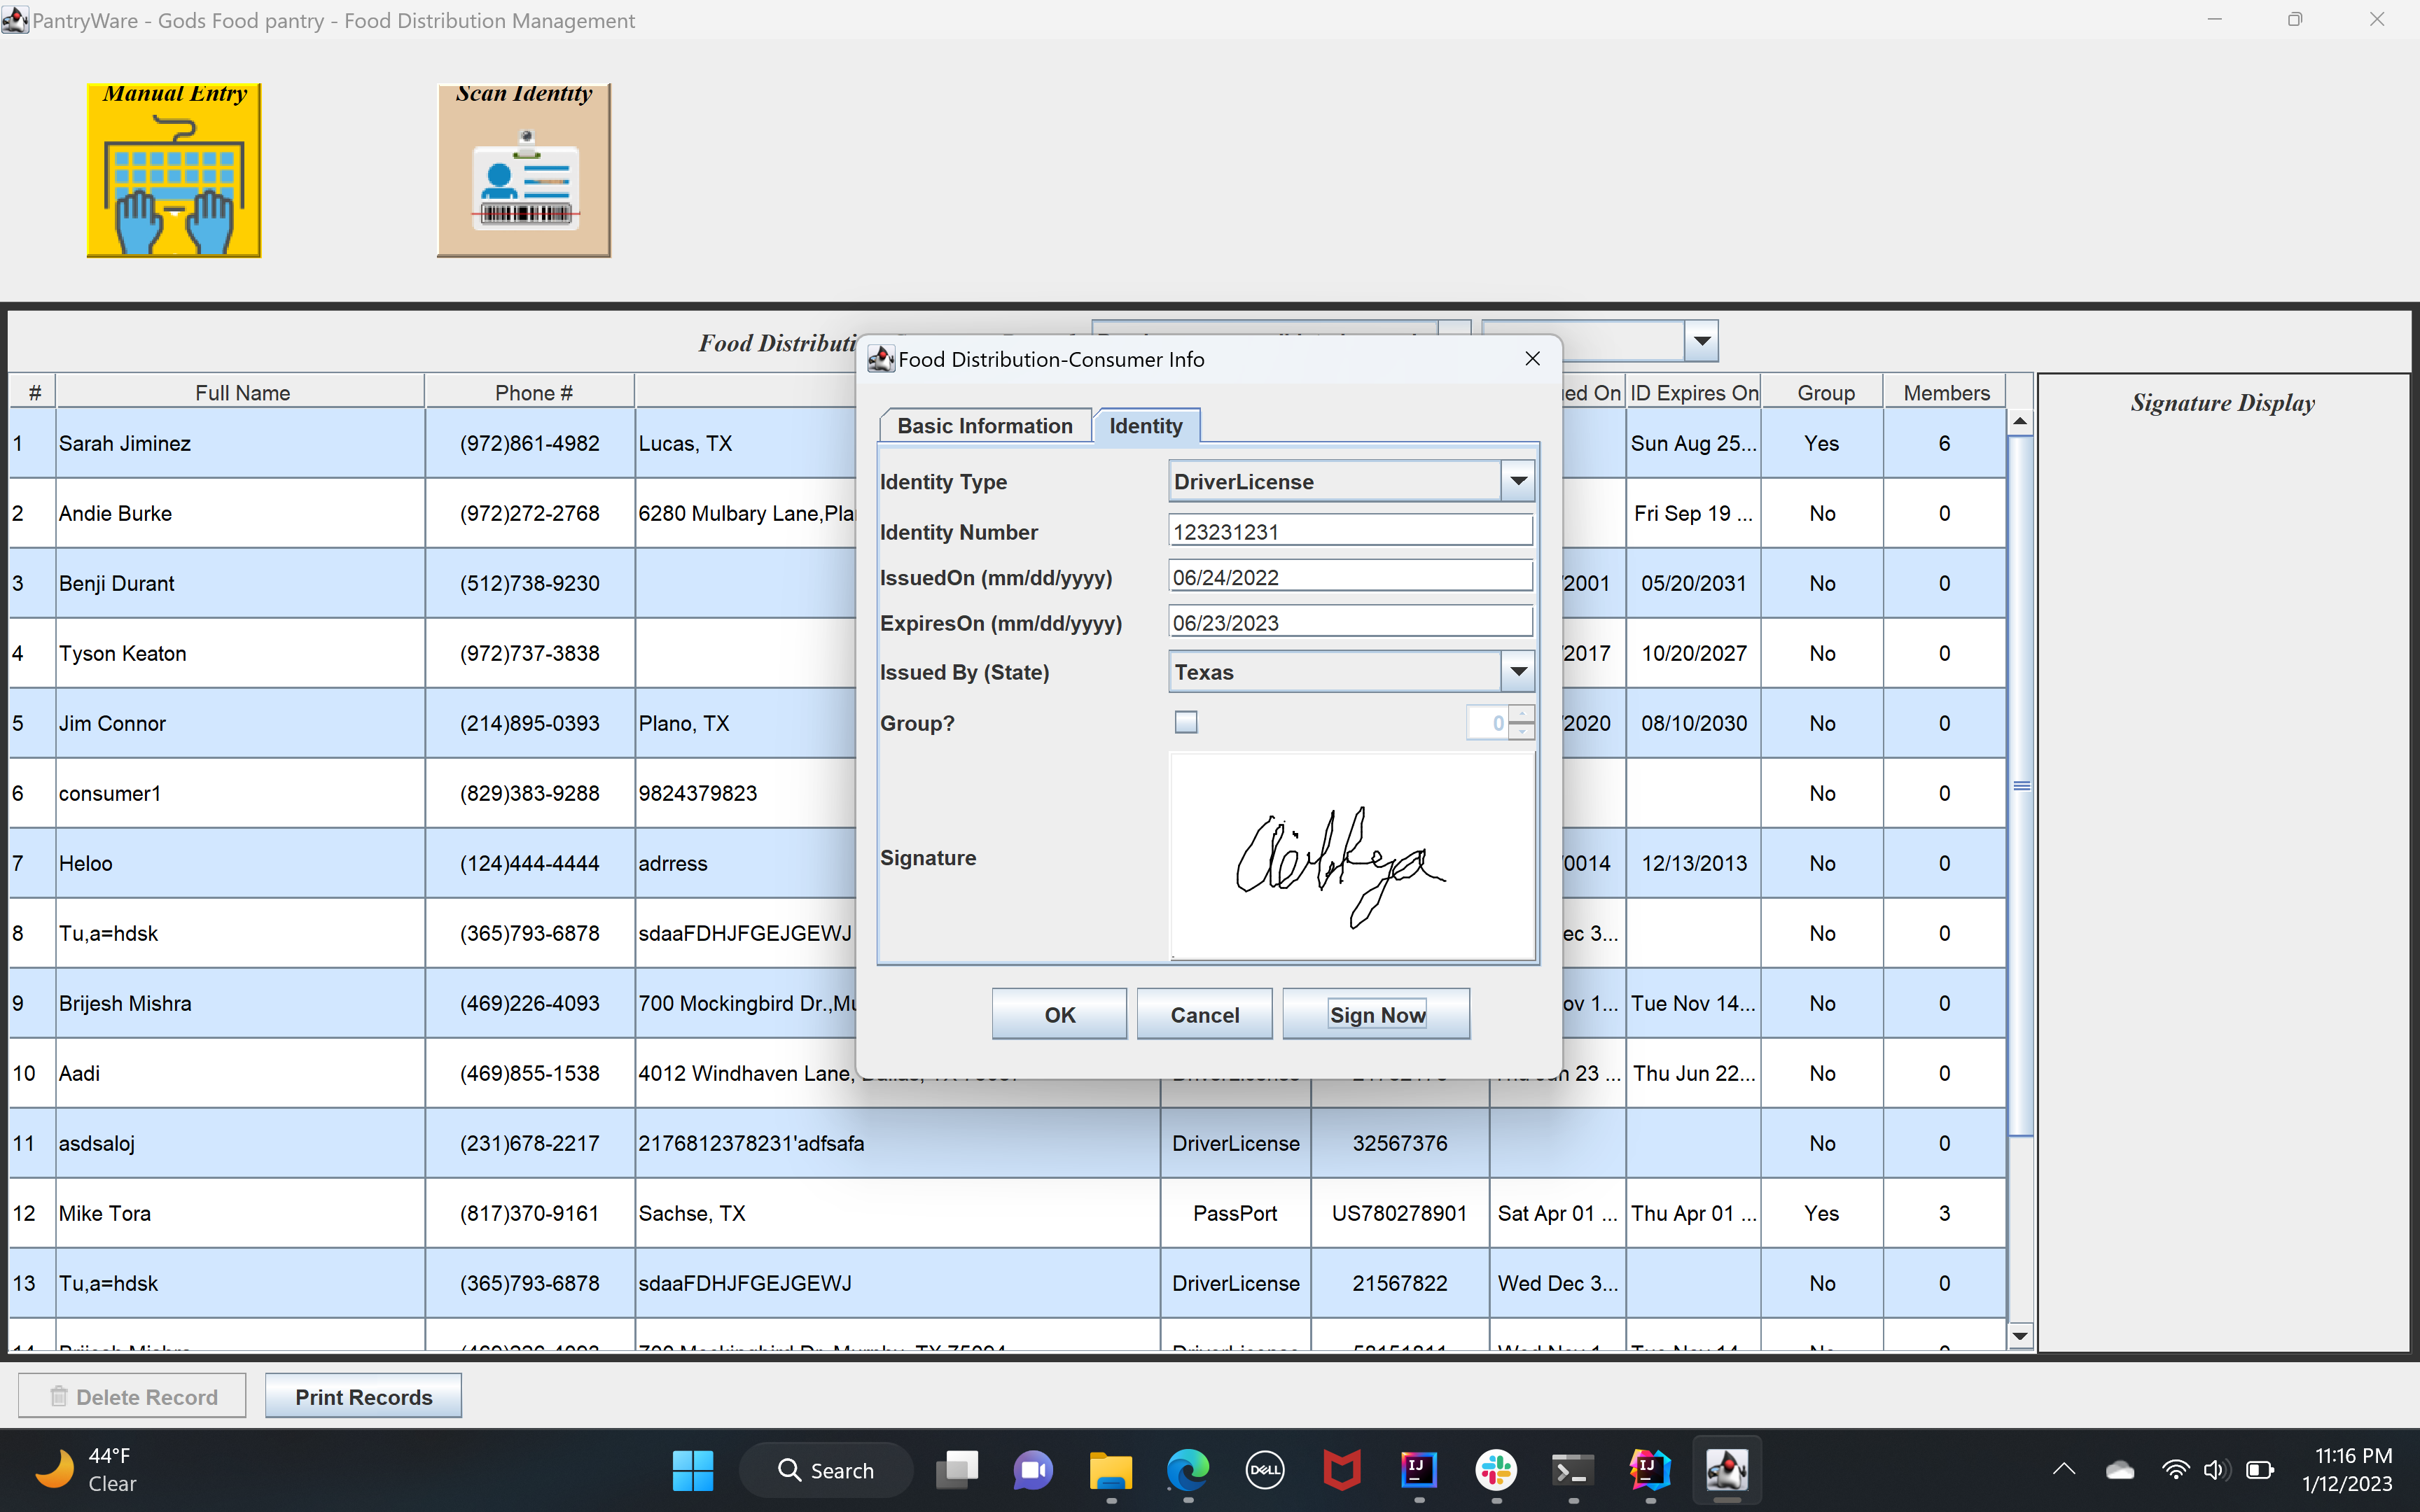 PantryWare - Gods Food pantry - Food Distribution Management
Manual Entry
Scan Identity
Food Distributi
Food Distribution-Consumer Info
# Full Name Phone # ed On ID Expires On Group Members
Signature Display
Basic Information Identity
Identity Type DriverLicense
Identity Number 123231231
IssuedOn (mm/dd/yyyy) 06/24/2022
ExpiresOn (mm/dd/yyyy) 06/23/2023
Issued By (State) Texas
Group? 0
Signature
OK Cancel Sign Now
1 Sarah Jiminez (972)861-4982 Lucas, TX Sun Aug 25... Yes 6
2 Andie Burke (972)272-2768 6280 Mulbary Lane,Pla Fri Sep 19 ... No 0
3 Benji Durant (512)738-9230 2001 05/20/2031 No 0
4 Tyson Keaton (972)737-3838 2017 10/20/2027 No 0
5 Jim Connor (214)895-0393 Plano, TX 2020 08/10/2030 No 0
6 consumer1 (829)383-9288 9824379823 No 0
7 Heloo (124)444-4444 adrress 0014 12/13/2013 No 0
8 Tu,a=hdsk (365)793-6878 sdaaFDHJFGEJGEWJ ec 3... No 0
9 Brijesh Mishra (469)226-4093 700 Mockingbird Dr.,Mu ov 1... Tue Nov 14... No 0
10 Aadi (469)855-1538 4012 Windhaven Lane, n 23 ... Thu Jun 22... No 0
11 asdsaloj (231)678-2217 2176812378231'adfsafa DriverLicense 32567376 No 0
12 Mike Tora (817)370-9161 Sachse, TX PassPort US780278901 Sat Apr 01 ... Thu Apr 01 ... Yes 3
13 Tu,a=hdsk (365)793-6878 sdaaFDHJFGEJGEWJ DriverLicense 21567822 Wed Dec 3... No 0
Delete Record Print Records
44°F
Clear
Search
DELL
IJ
IJ
11:16 PM
1/12/2023